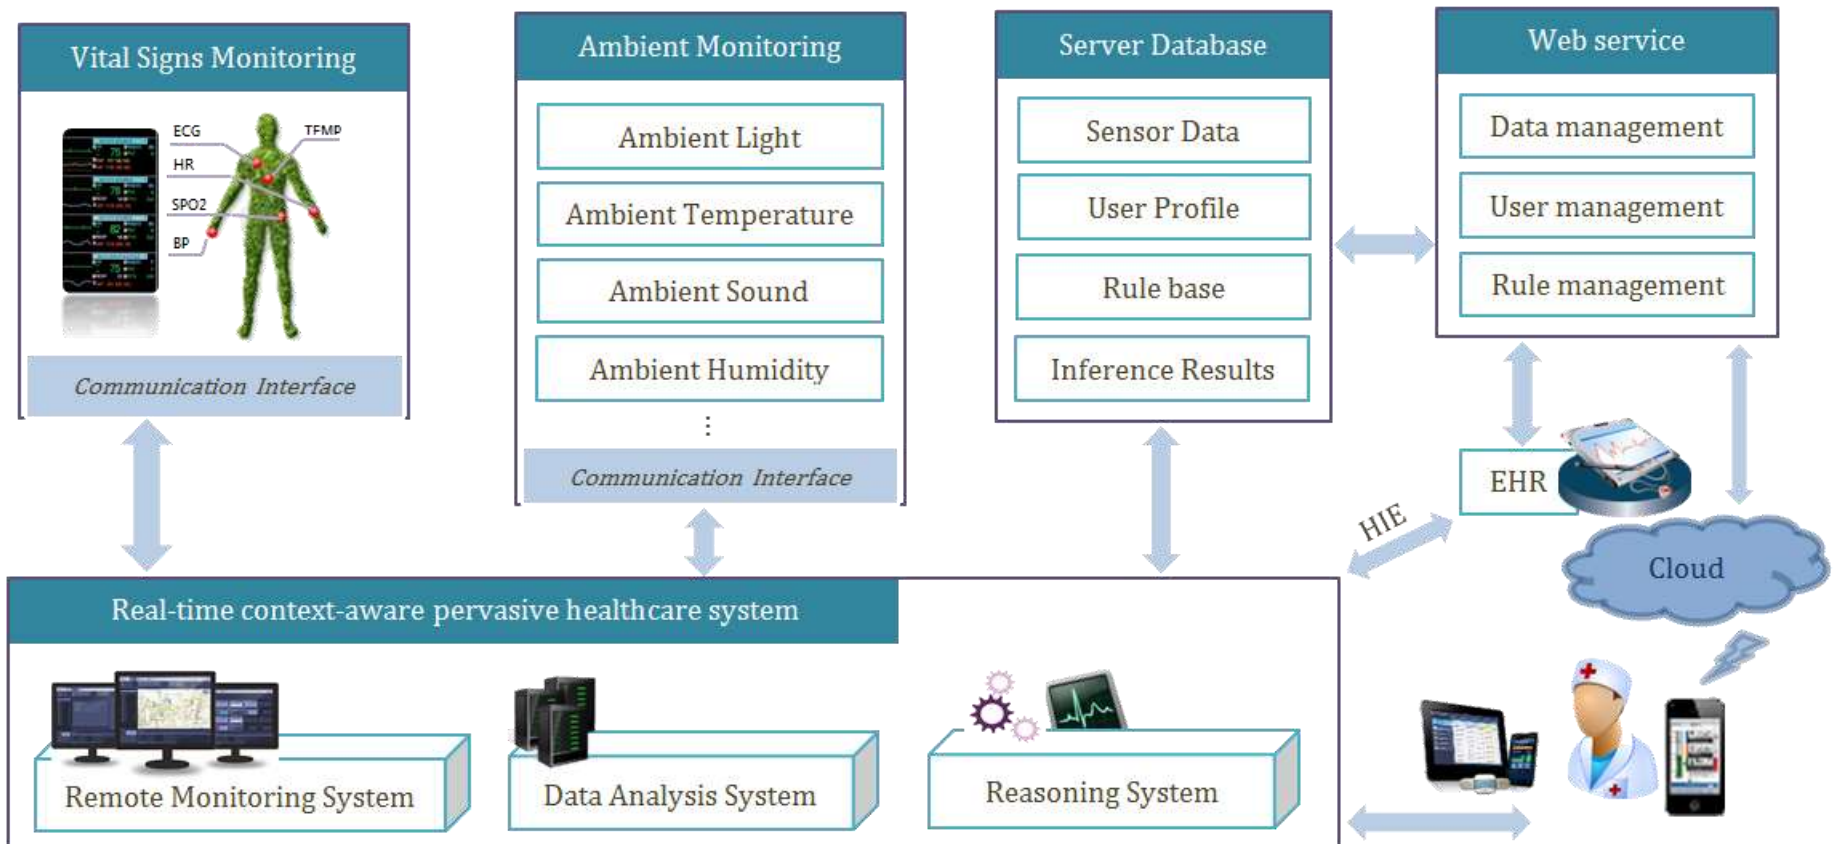 Vital Signs Monitoring
ECG
TEMP
HR
SPO2
BP
Communication Interface
Ambient Monitoring
Ambient Light
Ambient Temperature
Ambient Sound
Ambient Humidity
⋮
Communication Interface
Server Database
Sensor Data
User Profile
Rule base
Inference Results
Web service
Data management
User management
Rule management
EHR
HIE
Cloud
Real-time context-aware pervasive healthcare system
Remote Monitoring System
Data Analysis System
Reasoning System